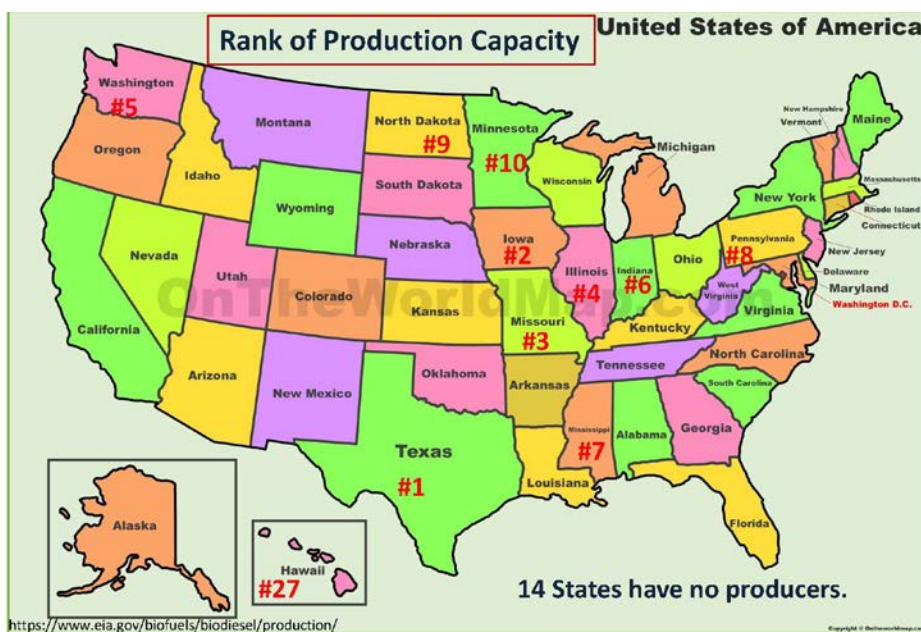 Rank of Production Capacity
United States of America
Washington
#5
Oregon
Idaho
Montana
North Dakota
#9
Minnesota
#10
South Dakota
Wyoming
Wisconsin
Michigan
New Hampshire
Vermont
Maine
Massachusetts
New York
Rhode Island
Connecticut
Nevada
Utah
Nebraska
Iowa
#2
Illinois
#4
Indiana
#6
Ohio
Pennsylvania
#8
New Jersey
Delaware
Maryland
Washington D.C.
West
Virginia
Virginia
California
Colorado
Kansas
Missouri
#3
Kentucky
OnTheWorldMap.com
Arizona
New Mexico
Oklahoma
Arkansas
Tennessee
North Carolina
South Carolina
Texas
#1
Louisiana
Mississippi
#7
Alabama
Georgia
Florida
Alaska
Hawaii
#27
14 States have no producers.
https://www.eia.gov/biofuels/biodiesel/production/